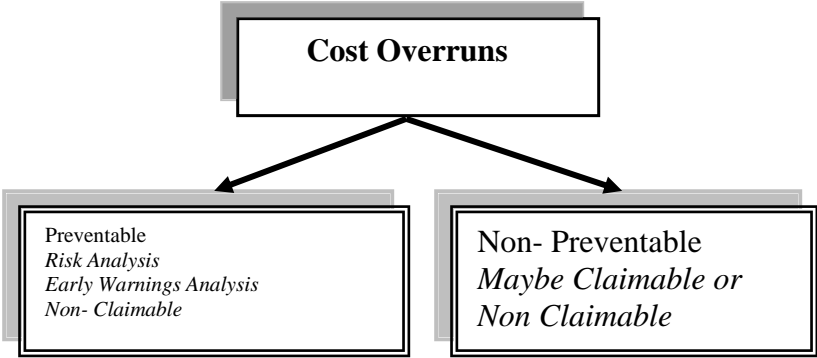 Cost Overruns
Preventable
Risk Analysis
Early Warnings Analysis
Non- Claimable
Non- Preventable
Maybe Claimable or
Non Claimable